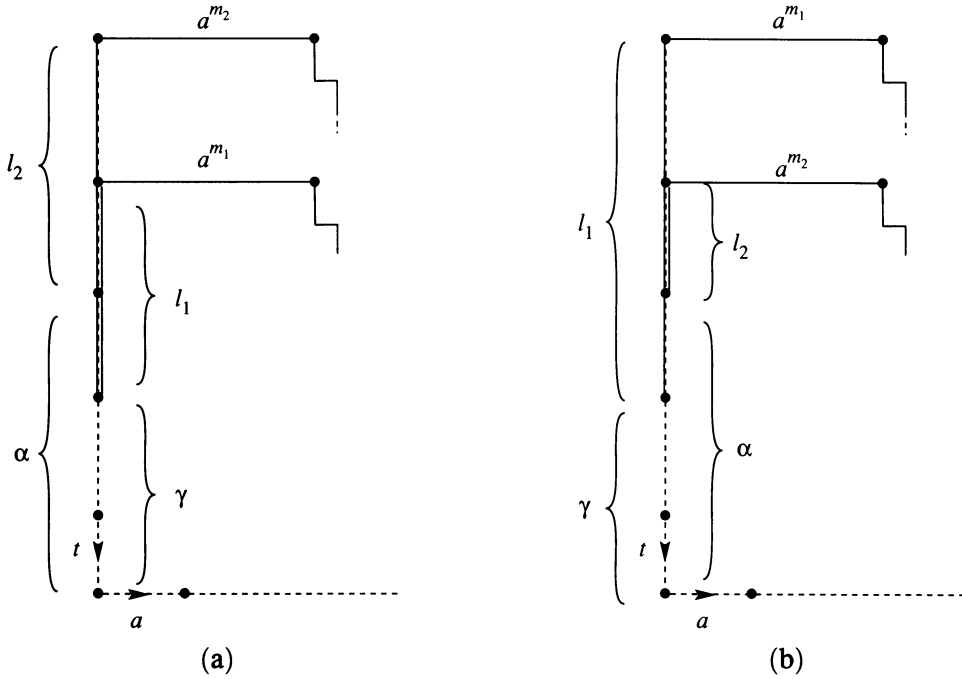 a^{m_2}
a^{m_1}
l_2
a^{m_1}
a^{m_2}
l_1
l_2
l_1
α
α
γ
γ
t
t
a
a
(a)
(b)